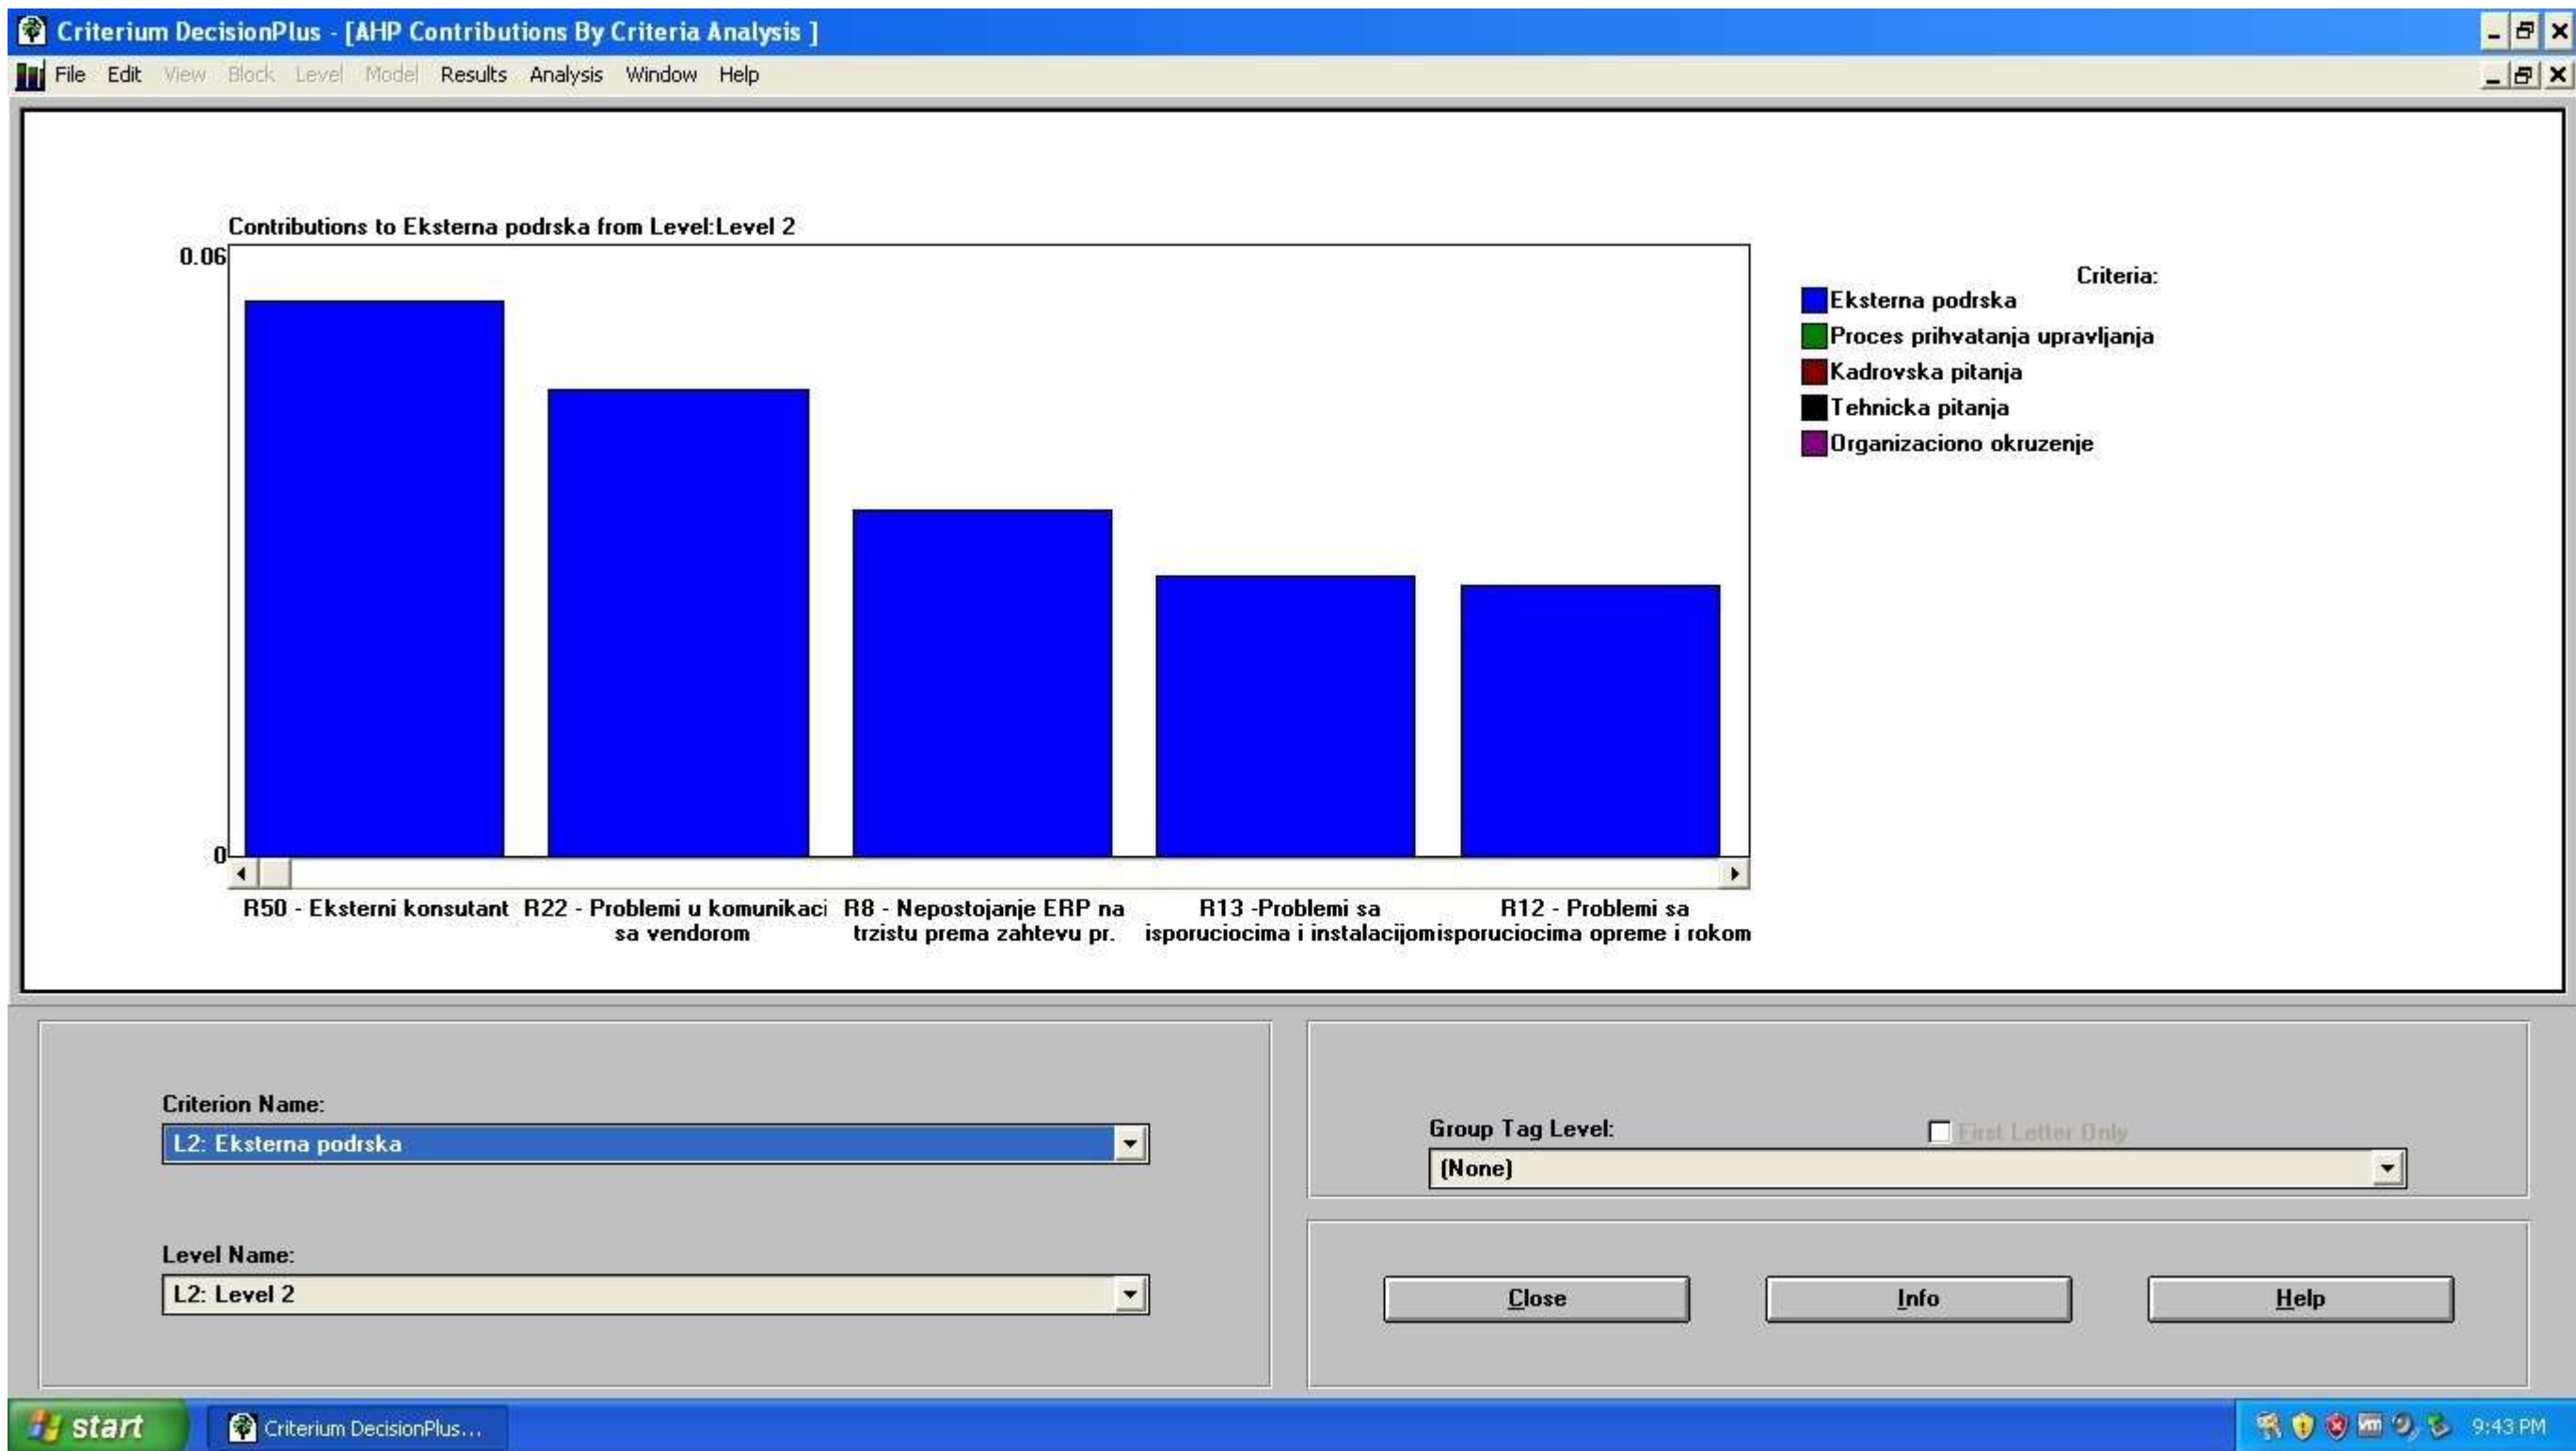 Criterium DecisionPlus - [AHP Contributions By Criteria Analysis ]
File Edit View Block Level Model Results Analysis Window Help
Contributions to Eksterna podrska from Level:Level 2
0.06
0
Criteria:
Eksterna podrska
Proces prihvatanja upravljanja
Kadrovska pitanja
Tehnicka pitanja
Organizaciono okruzenje
R50 - Eksterni konsutant
R22 - Problemi u komunikaci
sa vendorom
R8 - Nepostojanje ERP na
trzistu prema zahtevu pr.
R13 -Problemi sa
isporuciocima i instalacijom
R12 - Problemi sa
isporuciocima opreme i rokom
Criterion Name:
L2: Eksterna podrska
Level Name:
L2: Level 2
Group Tag Level:
First Letter Only
(None)
Close Info Help
start Criterium DecisionPlus... vm 9:43 PM